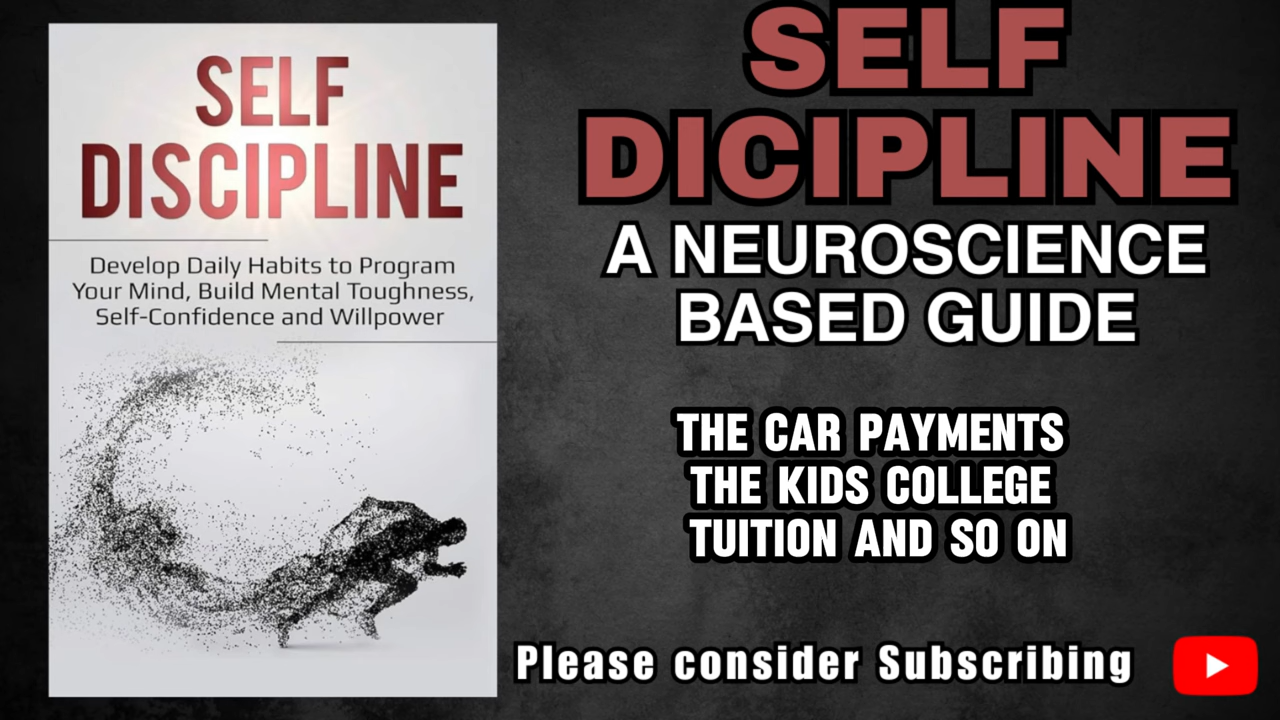 SELF
DISCIPLINE
Develop Daily Habits to Program
Your Mind, Build Mental Toughness,
Self-Confidence and Willpower
SELF
DICIPLINE
A NEUROSCIENCE
BASED GUIDE
THE CAR PAYMENTS
THE KIDS COLLEGE
TUITION AND SO ON
Please consider Subscribing